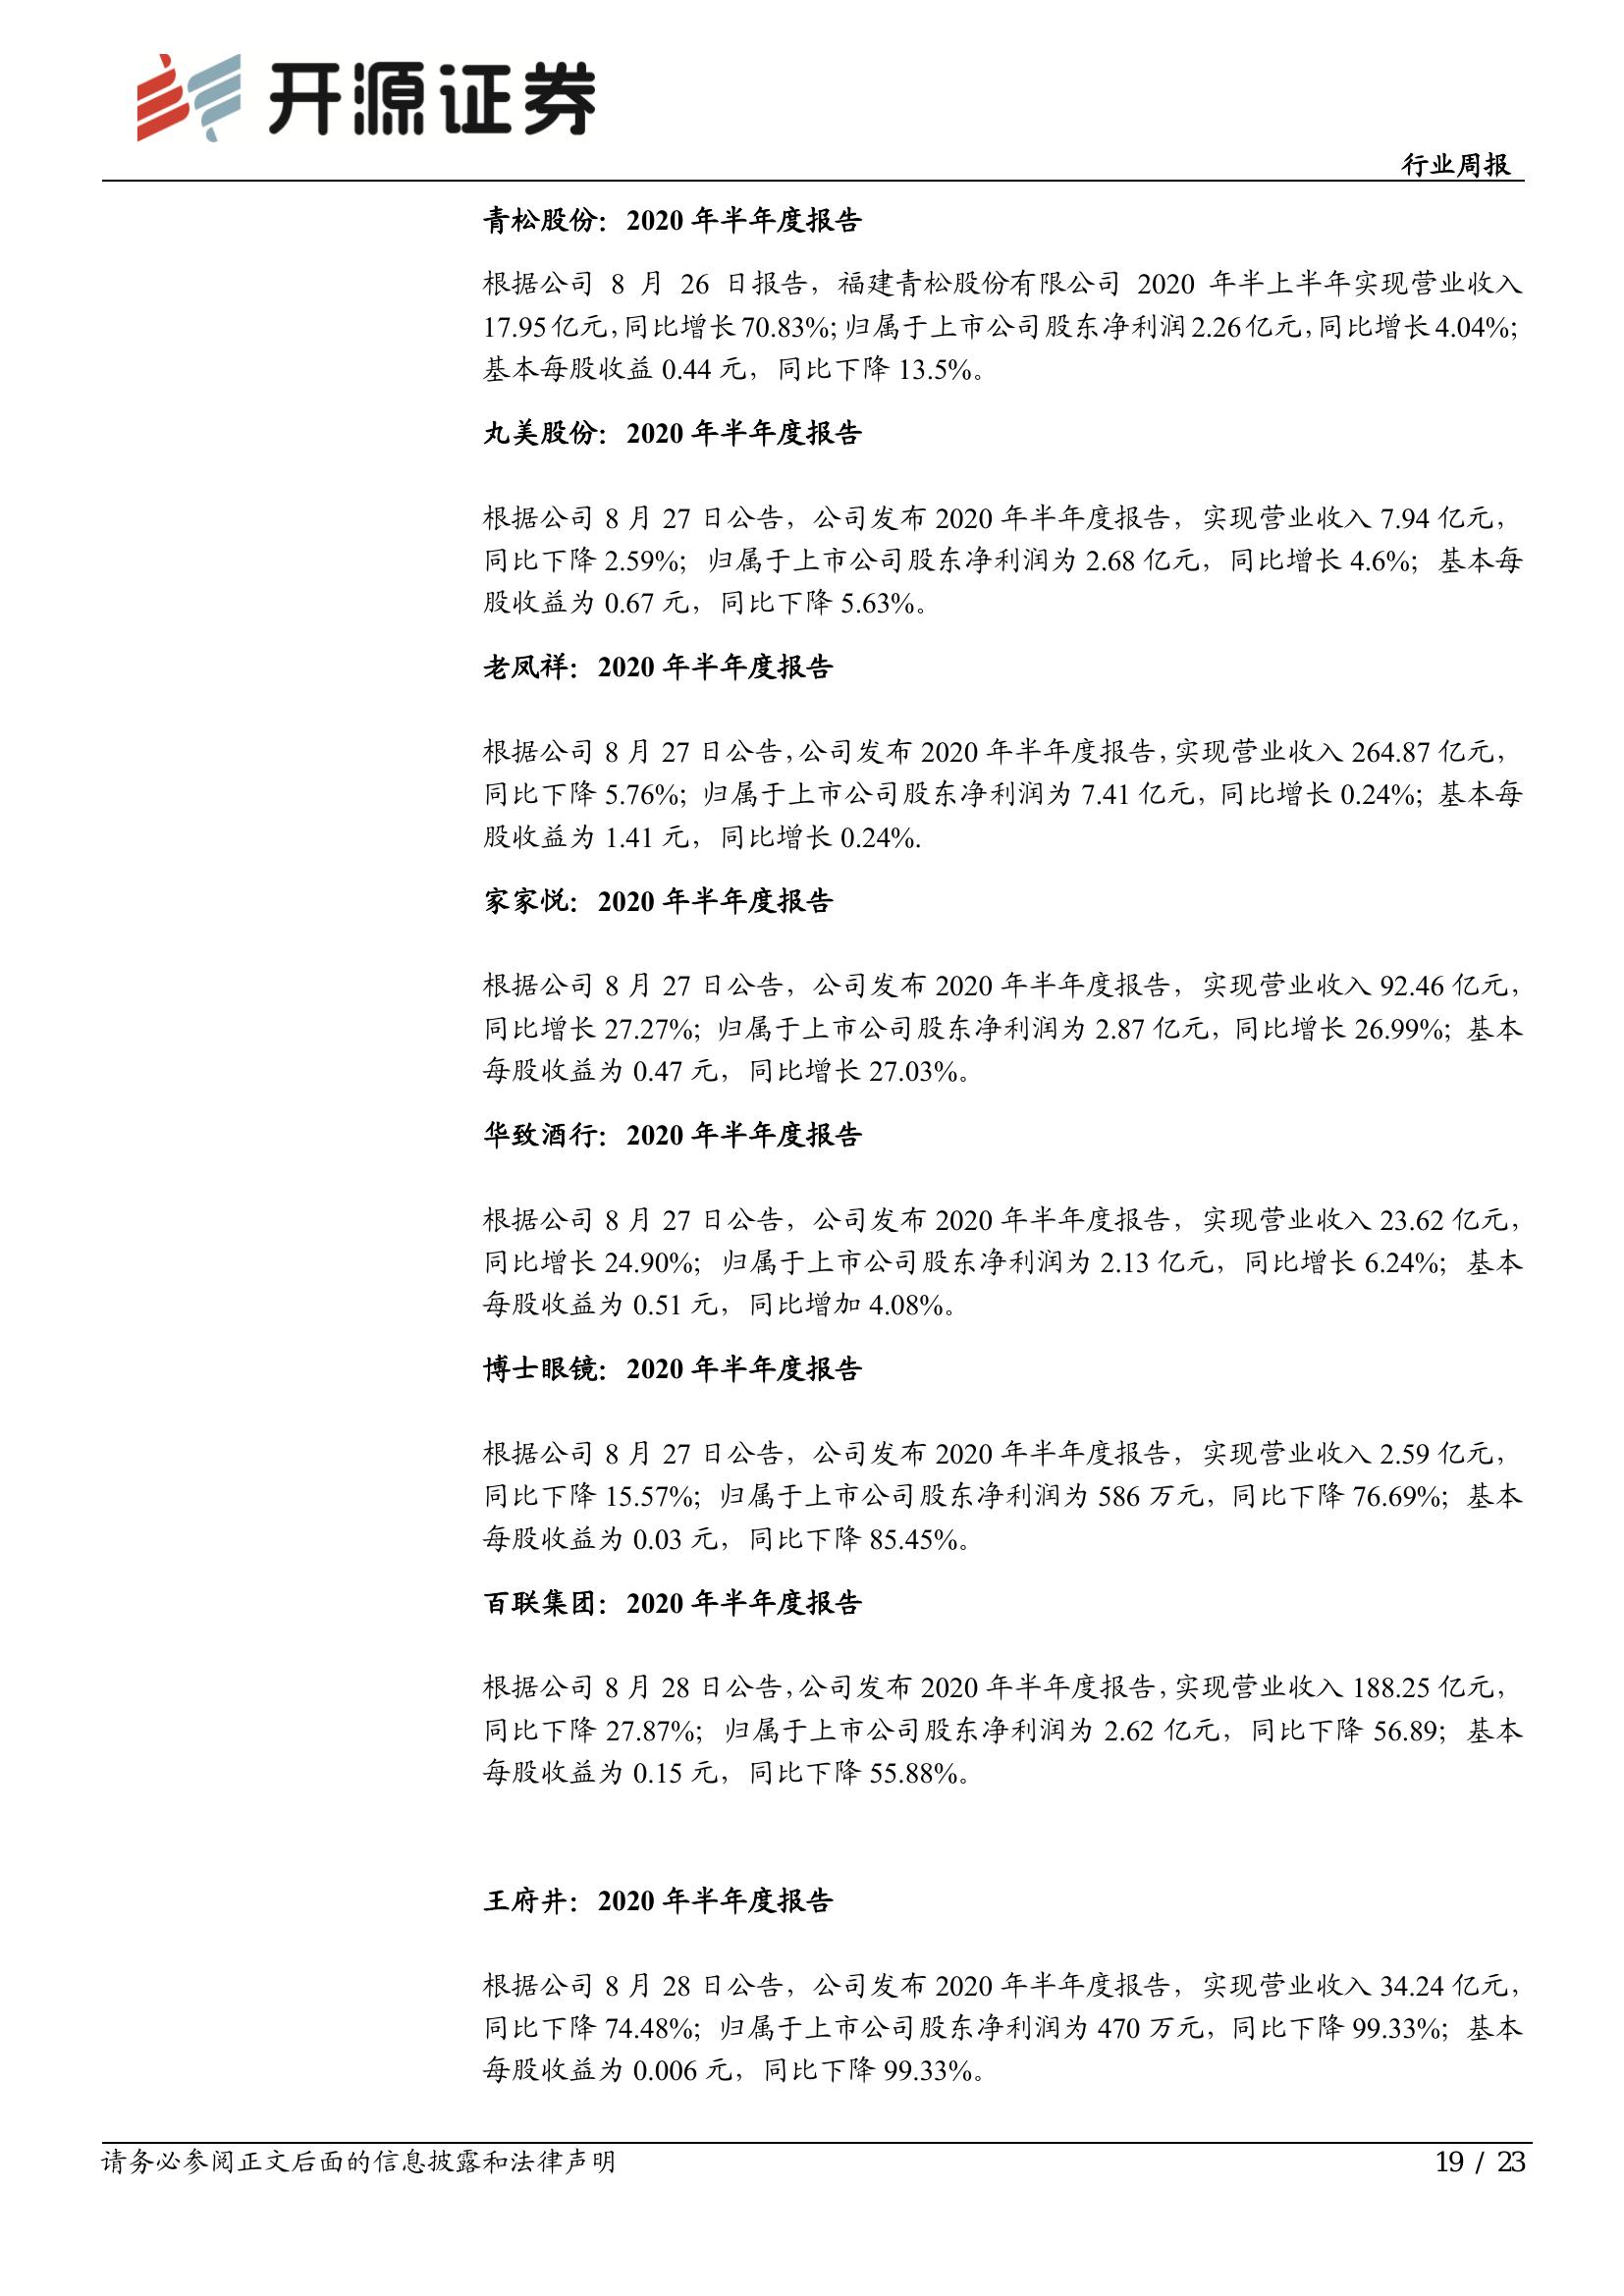 开源证券
行业周报
青松股份：2020 年半年度报告
根据公司 8 月 26 日报告，福建青松股份有限公司 2020 年半上半年实现营业收入
17.95亿元,同比增长70.83%;归属于上市公司股东净利润2.26亿元,同比增长4.04%;
基本每股收益 0.44 元，同比下降 13.5%。
丸美股份：2020 年半年度报告
根据公司 8 月 27 日公告，公司发布 2020 年半年度报告，实现营业收入 7.94 亿元，
同比下降 2.59%；归属于上市公司股东净利润为 2.68 亿元，同比增长 4.6%；基本每
股收益为 0.67 元，同比下降 5.63%。
老凤祥：2020 年半年度报告
根据公司 8 月 27 日公告,公司发布 2020 年半年度报告,实现营业收入 264.87 亿元，
同比下降 5.76%；归属于上市公司股东净利润为 7.41 亿元，同比增长 0.24%；基本每
股收益为 1.41 元，同比增长 0.24%.
家家悦：2020 年半年度报告
根据公司 8 月 27 日公告，公司发布 2020 年半年度报告，实现营业收入 92.46 亿元，
同比增长 27.27%；归属于上市公司股东净利润为 2.87 亿元，同比增长 26.99%；基本
每股收益为 0.47 元，同比增长 27.03%。
华致酒行：2020 年半年度报告
根据公司 8 月 27 日公告，公司发布 2020 年半年度报告，实现营业收入 23.62 亿元，
同比增长 24.90%；归属于上市公司股东净利润为 2.13 亿元，同比增长 6.24%；基本
每股收益为 0.51 元，同比增加 4.08%。
博士眼镜：2020 年半年度报告
根据公司 8 月 27 日公告，公司发布 2020 年半年度报告，实现营业收入 2.59 亿元，
同比下降 15.57%；归属于上市公司股东净利润为 586 万元，同比下降 76.69%；基本
每股收益为 0.03 元，同比下降 85.45%。
百联集团：2020 年半年度报告
根据公司 8 月 28 日公告,公司发布 2020 年半年度报告,实现营业收入 188.25 亿元，
同比下降 27.87%；归属于上市公司股东净利润为 2.62 亿元，同比下降 56.89；基本
每股收益为 0.15 元，同比下降 55.88%。
王府井：2020 年半年度报告
根据公司 8 月 28 日公告，公司发布 2020 年半年度报告，实现营业收入 34.24 亿元，
同比下降 74.48%；归属于上市公司股东净利润为 470 万元，同比下降 99.33%；基本
每股收益为 0.006 元，同比下降 99.33%。
请务必参阅正文后面的信息披露和法律声明
19 / 23